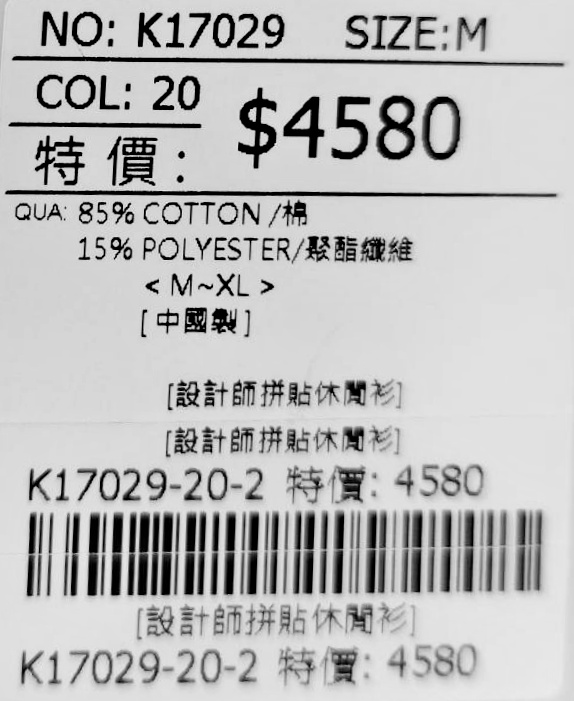 NO: K17029 SIZE:M
COL: 20
$4580
特 價 :
QUA: 85% COTTON /棉
15% POLYESTER/聚酯纖維
< M~XL >
[ 中國製 ]
[設計師拼貼休閒衫]
[設計師拼貼休閒衫]
K17029-20-2 特價: 4580
[設計師拼貼休閒衫]
K17029-20-2 特價: 4580